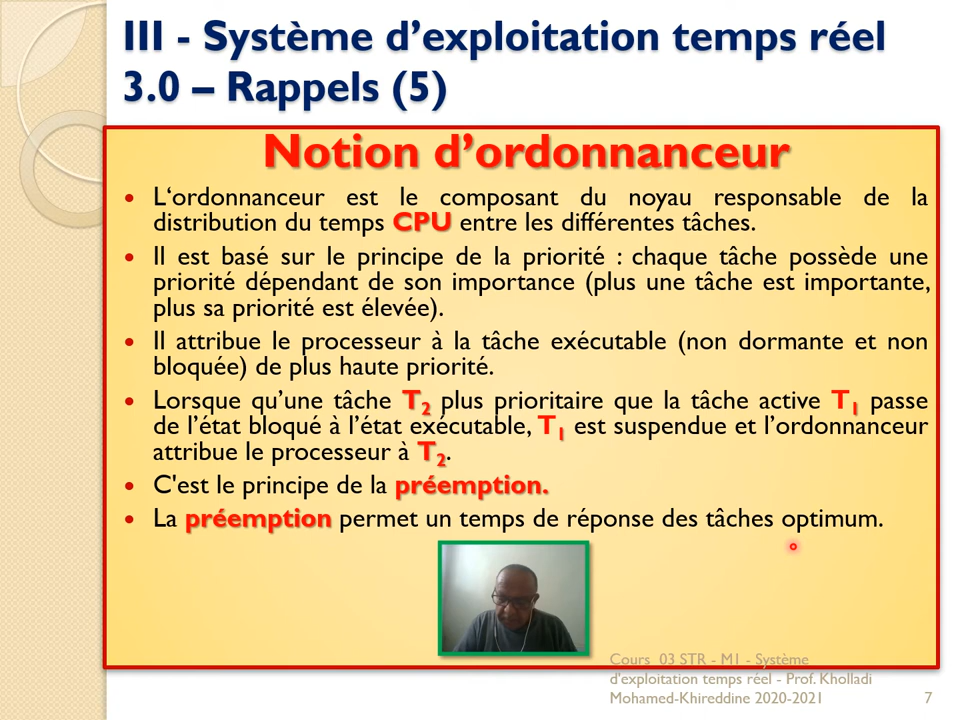 III - Système d’exploitation temps réel
3.0 – Rappels (5)
Notion d’ordonnanceur
• L‘ordonnanceur est le composant du noyau responsable de la
distribution du temps CPU entre les différentes tâches.
• Il est basé sur le principe de la priorité : chaque tâche possède une
priorité dépendant de son importance (plus une tâche est importante,
plus sa priorité est élevée).
• Il attribue le processeur à la tâche exécutable (non dormante et non
bloquée) de plus haute priorité.
• Lorsque qu’une tâche T2 plus prioritaire que la tâche active T1 passe
de l’état bloqué à l’état exécutable, T1 est suspendue et l’ordonnanceur
attribue le processeur à T2.
• C'est le principe de la préemption.
• La préemption permet un temps de réponse des tâches optimum.
Cours 03 STR - M1 - Système
d'exploitation temps réel - Prof. Kholladi
Mohamed-Khireddine 2020-2021
7